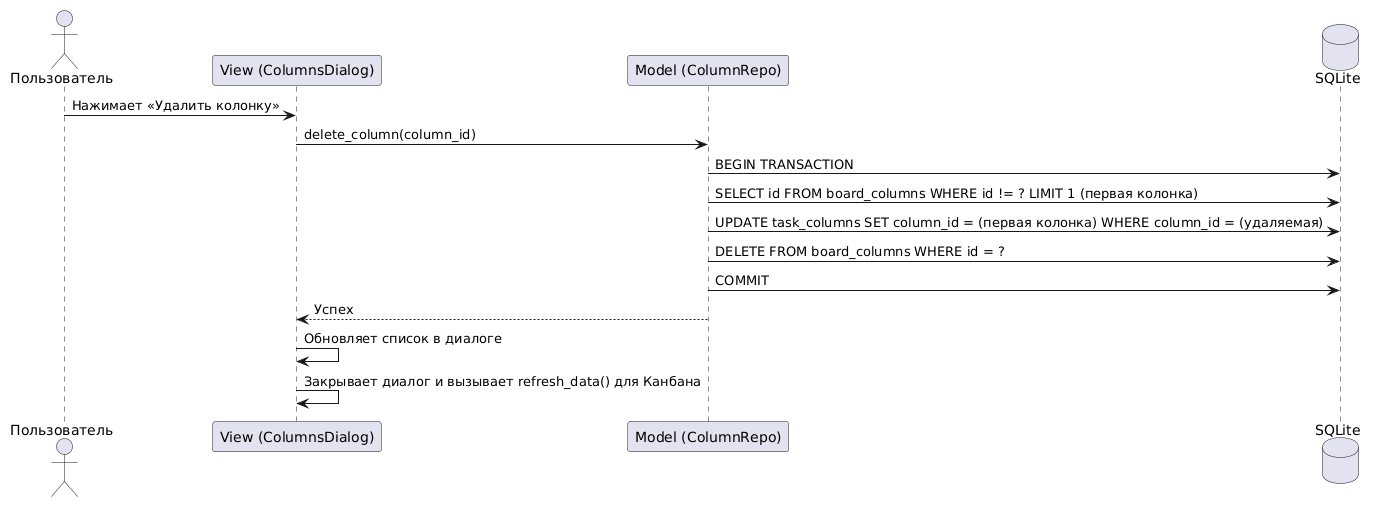 Пользователь
View (ColumnsDialog)
Model (ColumnRepo)
SQLite
Нажимает «Удалить колонку»
delete_column(column_id)
BEGIN TRANSACTION
SELECT id FROM board_columns WHERE id != ? LIMIT 1 (первая колонка)
UPDATE task_columns SET column_id = (первая колонка) WHERE column_id = (удаляемая)
DELETE FROM board_columns WHERE id = ?
COMMIT
Успех
Обновляет список в диалоге
Закрывает диалог и вызывает refresh_data() для Канбана
Пользователь
View (ColumnsDialog)
Model (ColumnRepo)
SQLite